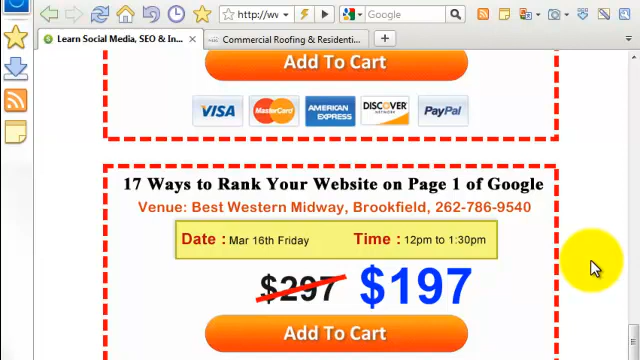 http://ww
Google
Learn Social Media, SEO & In...
Commercial Roofing & Residenti...
Add To Cart
VISA
MasterCard
AMERICAN EXPRESS
DISCOVER
NETWORK
PayPal
17 Ways to Rank Your Website on Page 1 of Google
Venue: Best Western Midway, Brookfield, 262-786-9540
Date : Mar 16th Friday Time : 12pm to 1:30pm
$297 $197
Add To Cart